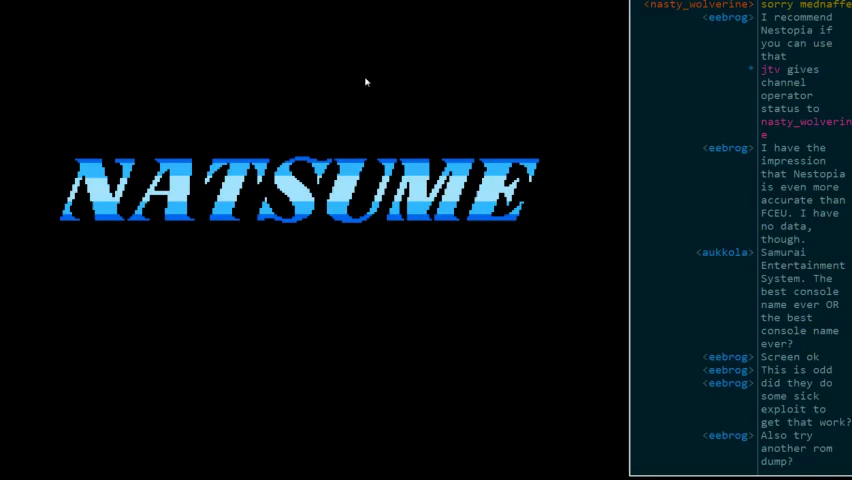 NATSUME
<nasty_wolverine> sorry mednaffe
<eebrog> I recommend
Nestopia if
you can use
that
* jtv gives
channel
operator
status to
nasty_wolverin
e
<eebrog> I have the
impression
that Nestopia
is even more
accurate than
FCEU. I have
no data,
though.
<aukkola> Samurai
Entertainment
System. The
best console
name ever OR
the best
console name
ever?
<eebrog> Screen ok
<eebrog> This is odd
<eebrog> did they do
some sick
exploit to
get that work?
<eebrog> Also try
another rom
dump?